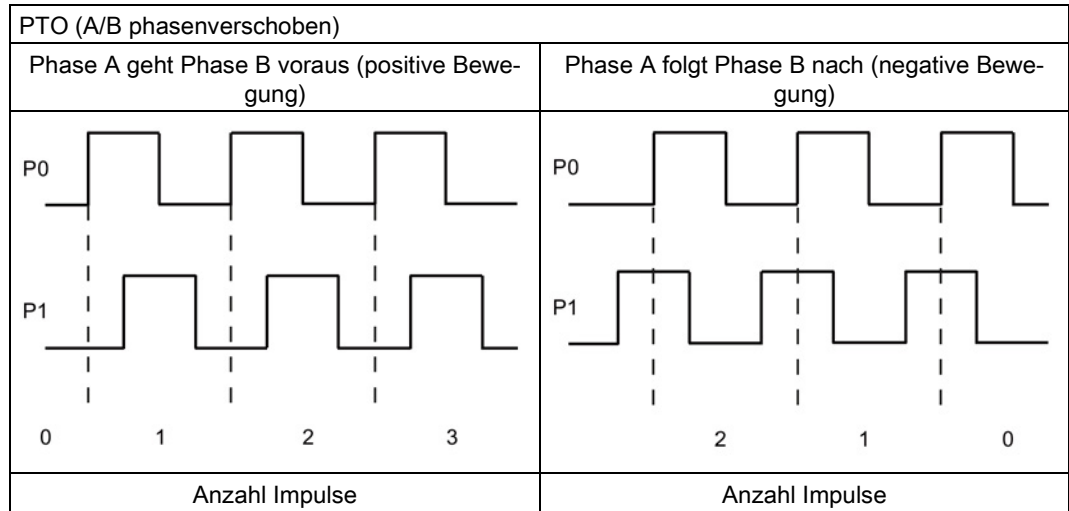 PTO (A/B phasenverschoben)
Phase A geht Phase B voraus (positive Bewe-
gung)
Phase A folgt Phase B nach (negative Bewe-
gung)
P0
P1
0 1 2 3
P0
P1
2 1 0
Anzahl Impulse
Anzahl Impulse